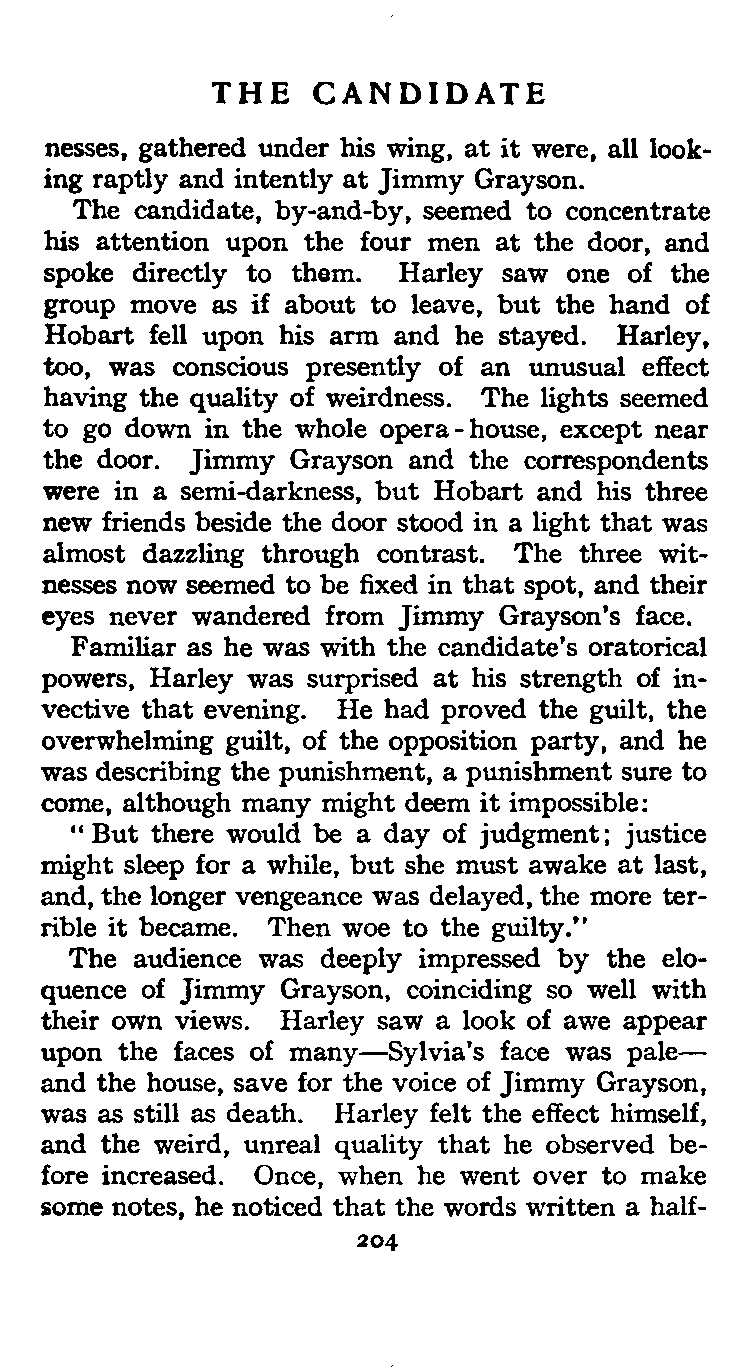 THE CANDIDATE
nesses, gathered under his wing, at it were, all look-
ing raptly and intently at Jimmy Grayson.
The candidate, by-and-by, seemed to concentrate
his attention upon the four men at the door, and
spoke directly to them. Harley saw one of the
group move as if about to leave, but the hand of
Hobart fell upon his arm and he stayed. Harley,
too, was conscious presently of an unusual effect
having the quality of weirdness. The lights seemed
to go down in the whole opera-house, except near
the door. Jimmy Grayson and the correspondents
were in a semi-darkness, but Hobart and his three
new friends beside the door stood in a light that was
almost dazzling through contrast. The three wit-
nesses now seemed to be fixed in that spot, and their
eyes never wandered from Jimmy Grayson's face.
Familiar as he was with the candidate's oratorical
powers, Harley was surprised at his strength of in-
vective that evening. He had proved the guilt, the
overwhelming guilt, of the opposition party, and he
was describing the punishment, a punishment sure to
come, although many might deem it impossible:
"But there would be a day of judgment; justice
might sleep for a while, but she must awake at last,
and, the longer vengeance was delayed, the more ter-
rible it became. Then woe to the guilty."
The audience was deeply impressed by the elo-
quence of Jimmy Grayson, coinciding so well with
their own views. Harley saw a look of awe appear
upon the faces of many—Sylvia's face was pale—
and the house, save for the voice of Jimmy Grayson,
was as still as death. Harley felt the effect himself,
and the weird, unreal quality that he observed be-
fore increased. Once, when he went over to make
some notes, he noticed that the words written a half-
204